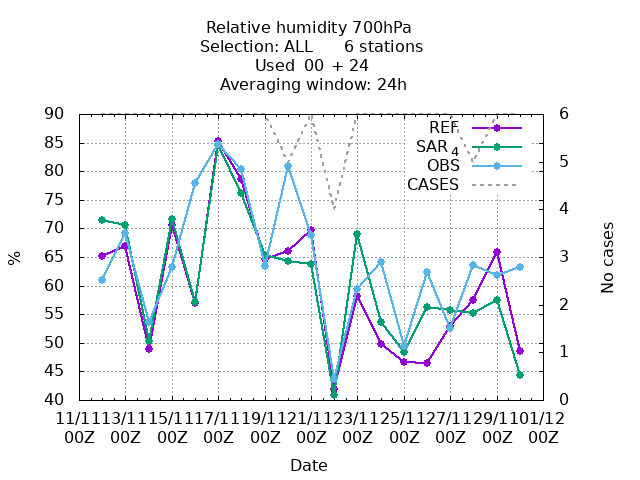 Relative humidity 700hPa
Selection: ALL 6 stations
Used 00 + 24
Averaging window: 24h
90
85
80
75
70
65
60
55
50
45
40
%
6
5
4
3
2
1
0
No cases
REF
SAR 4
OBS
CASES
11/11 13/11 15/11 17/11 19/11 21/11 23/11 25/11 27/11 29/11 01/12
00Z 00Z 00Z 00Z 00Z 00Z 00Z 00Z 00Z 00Z 00Z
Date